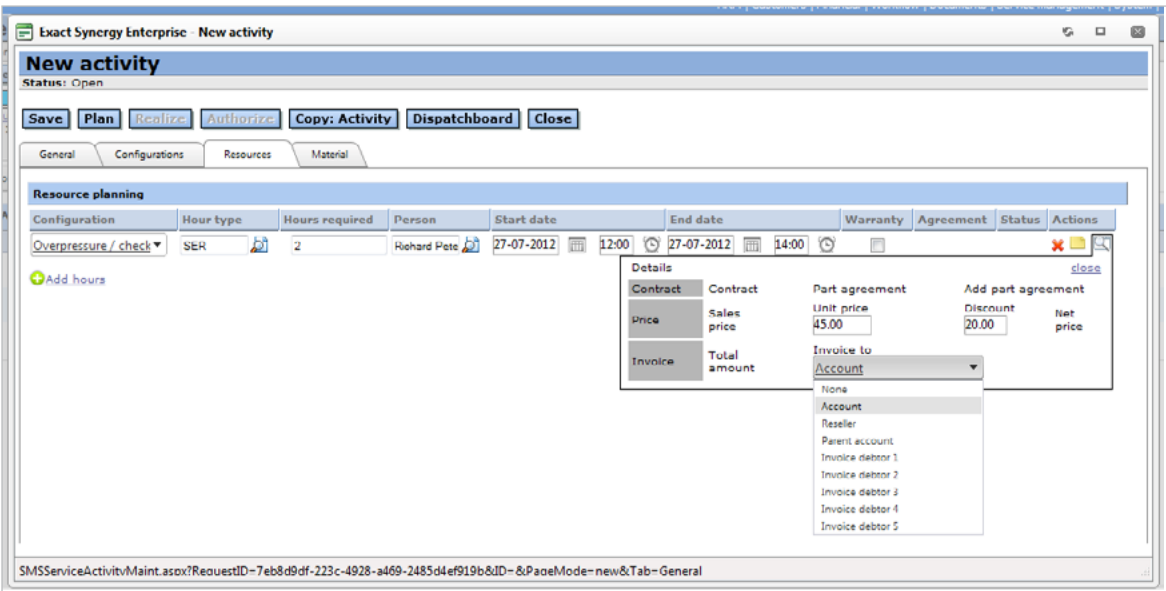 Exact Synergy Enterprise - New activity
New activity
Status: Open
Save Plan Realize Authorize Copy: Activity Dispatchboard Close
General Configurations Resources Material
Resource planning
Configuration Hour type Hours required Person Start date End date Warranty Agreement Status Actions
Overpressure / check SER 2 Richard Pete 27-07-2012 12:00 27-07-2012 14:00
Add hours
Details close
Contract Contract Part agreement Add part agreement
Price Sales price Unit price 45.00 Discount 20.00 Net price
Invoice Total amount Invoice to
Account
None
Account
Reseller
Parent account
Invoice debtor 1
Invoice debtor 2
Invoice debtor 3
Invoice debtor 4
Invoice debtor 5
SMSServiceActivityMaint.aspx?RequestID=7eb8d9df-223c-4928-a469-2485d4ef919b&ID=&PageMode=new&Tab=General